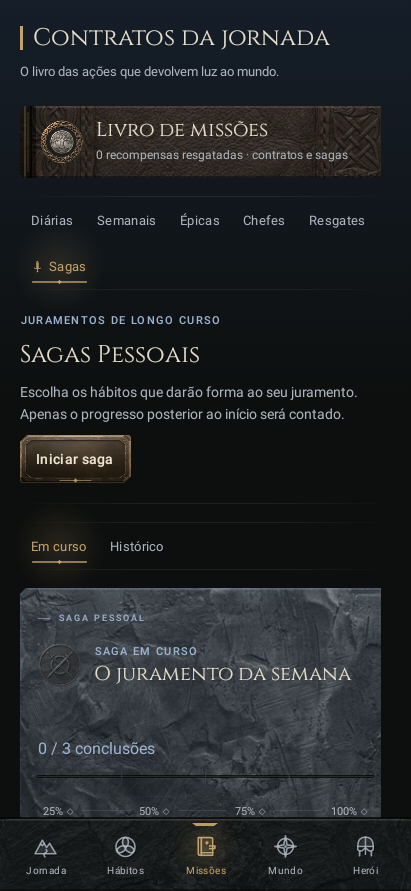 Contratos da Jornada
O livro das ações que devolvem luz ao mundo.
Livro de Missões
0 recompensas resgatadas · contratos e sagas
Diárias Semanais Épicas Chefes Resgates
Sagas
JURAMENTOS DE LONGO CURSO
Sagas Pessoais
Escolha os hábitos que darão forma ao seu juramento.
Apenas o progresso posterior ao início será contado.
Iniciar saga
Em curso Histórico
SAGA PESSOAL
SAGA EM CURSO
O juramento da semana
0 / 3 conclusões
25% 50% 75% 100%
Jornada Hábitos Missões Mundo Herói